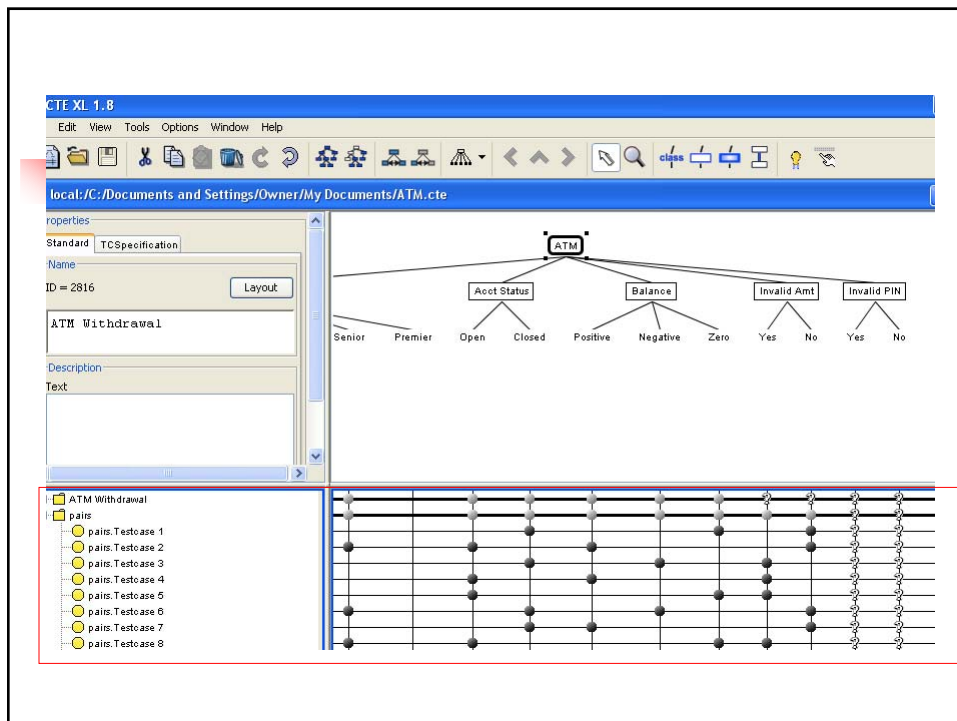 CTE XL 1.8
Edit View Tools Options Window Help
class
local:/C:/Documents and Settings/Owner/My Documents/ATM.cte
roperties
Standard TCSpecification
Name
ID = 2816 Layout
ATM Withdrawal
Description
Text
ATM
Acct Status Balance Invalid Amt Invalid PIN
Senior Premier Open Closed Positive Negative Zero Yes No Yes No
ATM Withdrawal
pairs
pairs.Testcase 1
pairs.Testcase 2
pairs.Testcase 3
pairs.Testcase 4
pairs.Testcase 5
pairs.Testcase 6
pairs.Testcase 7
pairs.Testcase 8